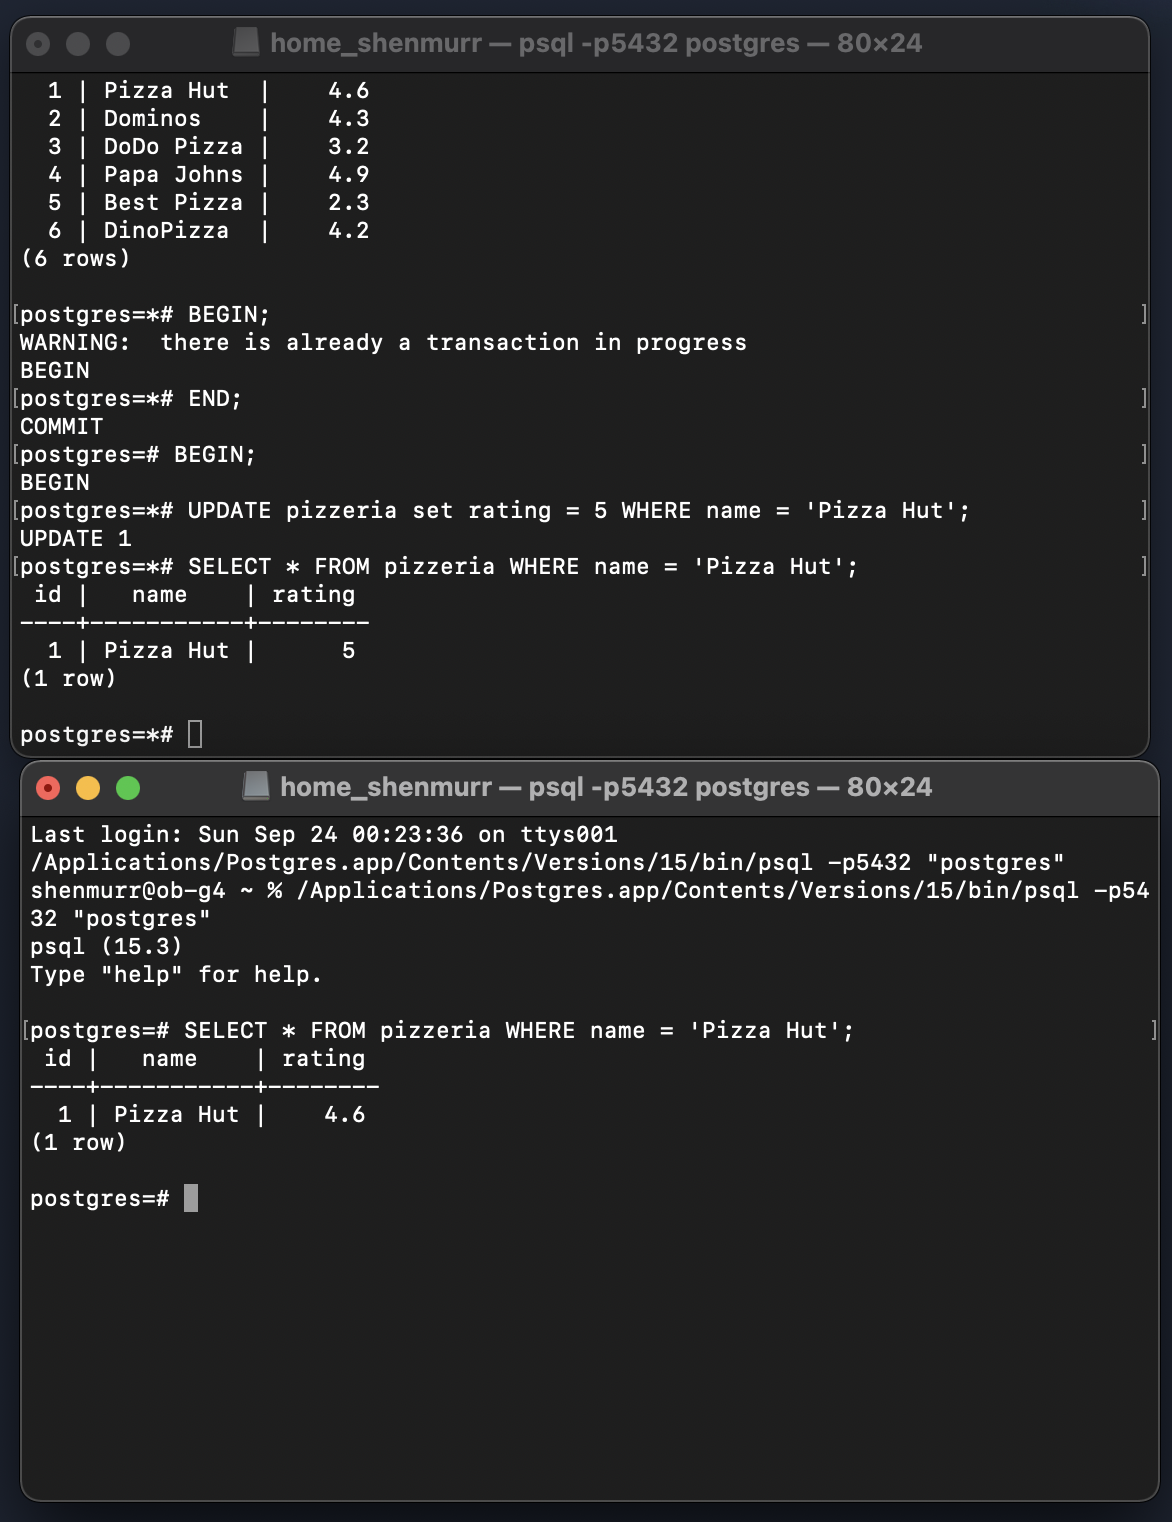 home_shenmurr — psql -p5432 postgres — 80×24
  1 | Pizza Hut  |    4.6
  2 | Dominos    |    4.3
  3 | DoDo Pizza |    3.2
  4 | Papa Johns |    4.9
  5 | Best Pizza |    2.3
  6 | DinoPizza  |    4.2
(6 rows)

[postgres=*# BEGIN; ]
WARNING:  there is already a transaction in progress
BEGIN
[postgres=*# END; ]
COMMIT
[postgres=# BEGIN; ]
BEGIN
[postgres=*# UPDATE pizzeria set rating = 5 WHERE name = 'Pizza Hut'; ]
UPDATE 1
[postgres=*# SELECT * FROM pizzeria WHERE name = 'Pizza Hut'; ]
 id |   name    | rating
----+-----------+--------
  1 | Pizza Hut |      5
(1 row)

postgres=*#
home_shenmurr — psql -p5432 postgres — 80×24
Last login: Sun Sep 24 00:23:36 on ttys001
/Applications/Postgres.app/Contents/Versions/15/bin/psql -p5432 "postgres"
shenmurr@ob-g4 ~ % /Applications/Postgres.app/Contents/Versions/15/bin/psql -p54
32 "postgres"
psql (15.3)
Type "help" for help.

[postgres=# SELECT * FROM pizzeria WHERE name = 'Pizza Hut'; ]
 id |   name    | rating
----+-----------+--------
  1 | Pizza Hut |    4.6
(1 row)

postgres=#